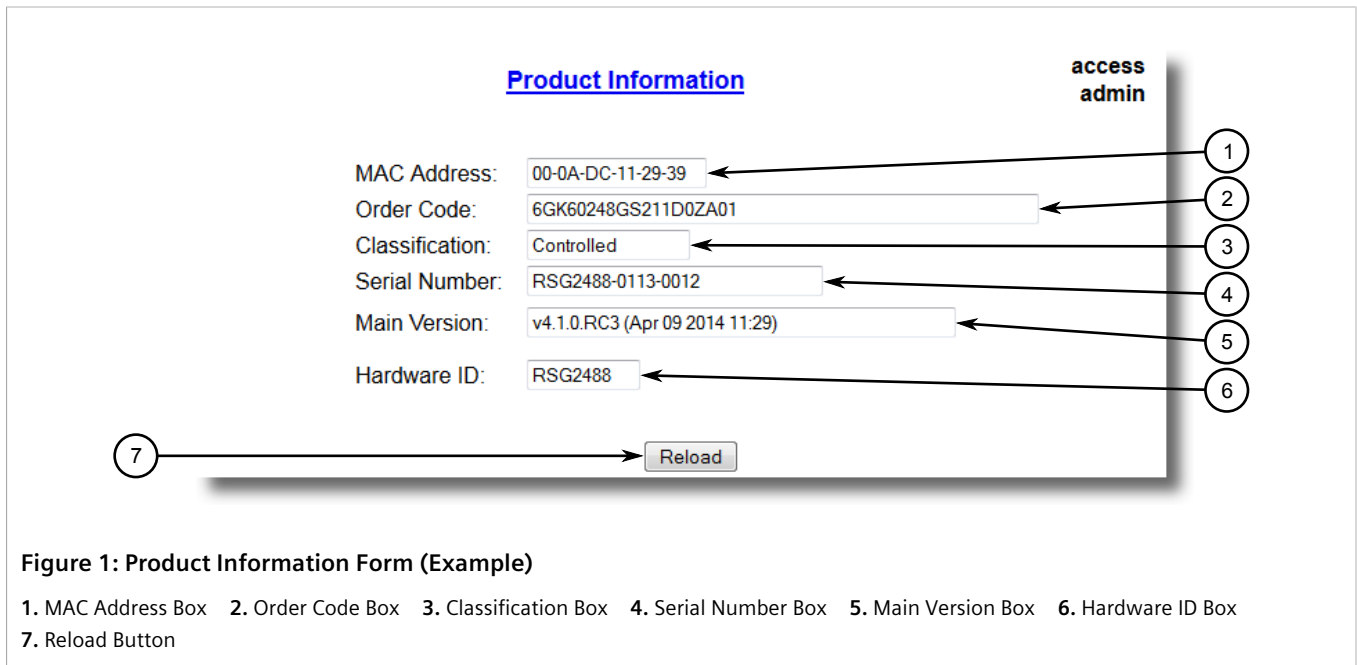 Product Information
access
admin
MAC Address: 00-0A-DC-11-29-39
1
Order Code: 6GK60248GS211D0ZA01
2
Classification: Controlled
3
Serial Number: RSG2488-0113-0012
4
Main Version: v4.1.0.RC3 (Apr 09 2014 11:29)
5
Hardware ID: RSG2488
6
7
Reload
Figure 1: Product Information Form (Example)
1. MAC Address Box 2. Order Code Box 3. Classification Box 4. Serial Number Box 5. Main Version Box 6. Hardware ID Box
7. Reload Button